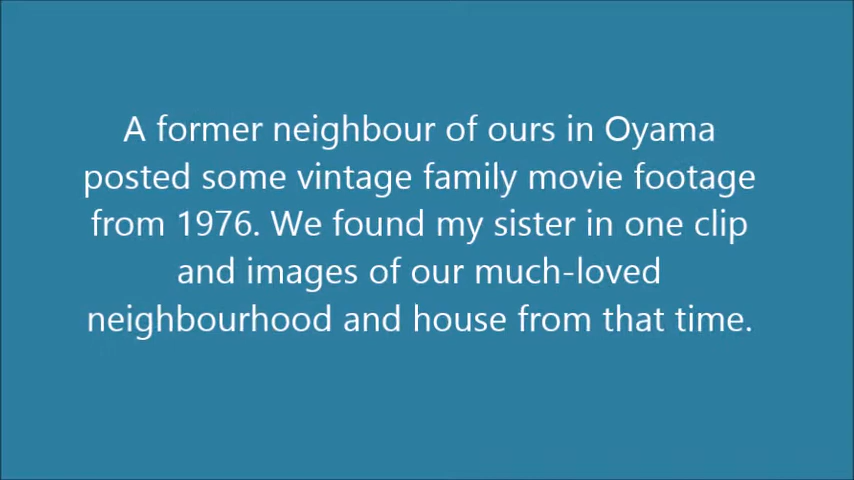 A former neighbour of ours in Oyama
posted some vintage family movie footage
from 1976. We found my sister in one clip
and images of our much-loved
neighbourhood and house from that time.